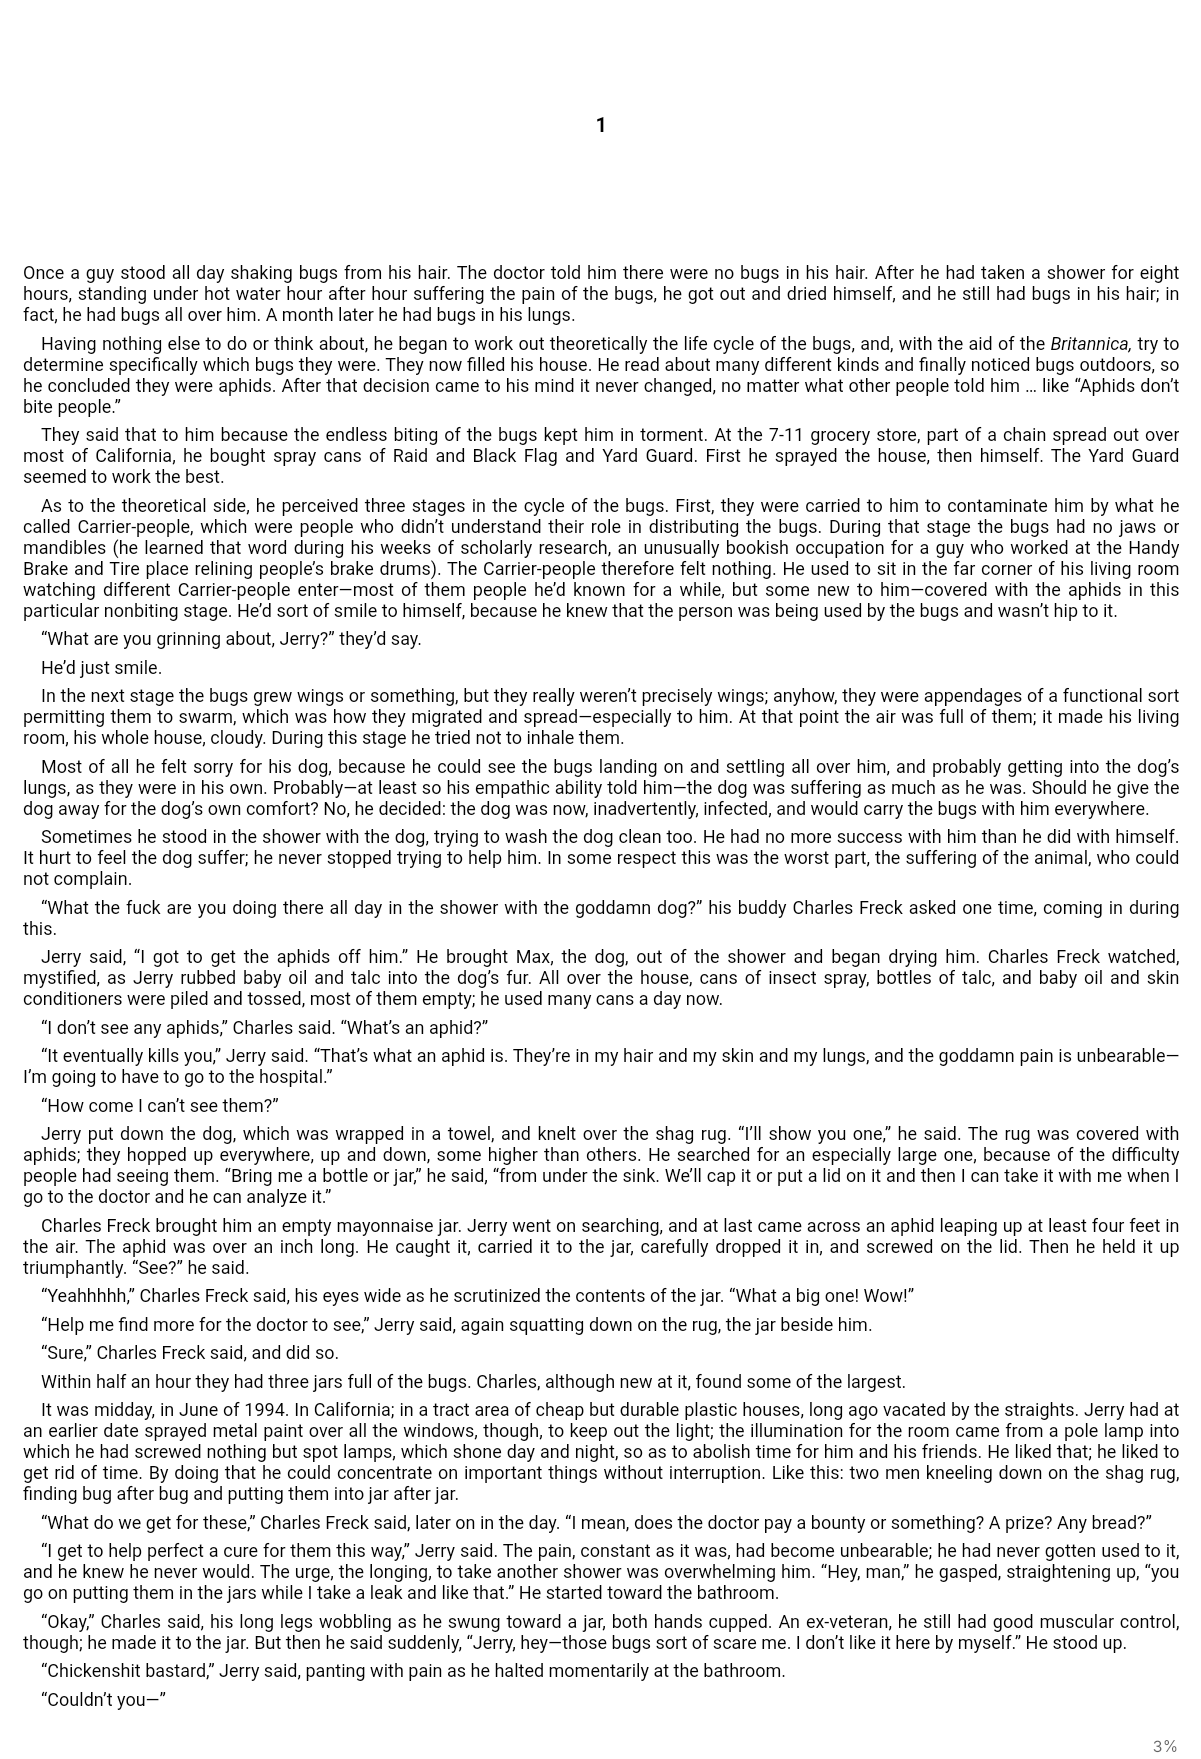 1
Once a guy stood all day shaking bugs from his hair. The doctor told him there were no bugs in his hair. After he had taken a shower for eight
hours, standing under hot water hour after hour suffering the pain of the bugs, he got out and dried himself, and he still had bugs in his hair; in
fact, he had bugs all over him. A month later he had bugs in his lungs.
Having nothing else to do or think about, he began to work out theoretically the life cycle of the bugs, and, with the aid of the Britannica, try to
determine specifically which bugs they were. They now filled his house. He read about many different kinds and finally noticed bugs outdoors, so
he concluded they were aphids. After that decision came to his mind it never changed, no matter what other people told him … like “Aphids don’t
bite people.”
They said that to him because the endless biting of the bugs kept him in torment. At the 7-11 grocery store, part of a chain spread out over
most of California, he bought spray cans of Raid and Black Flag and Yard Guard. First he sprayed the house, then himself. The Yard Guard
seemed to work the best.
As to the theoretical side, he perceived three stages in the cycle of the bugs. First, they were carried to him to contaminate him by what he
called Carrier-people, which were people who didn’t understand their role in distributing the bugs. During that stage the bugs had no jaws or
mandibles (he learned that word during his weeks of scholarly research, an unusually bookish occupation for a guy who worked at the Handy
Brake and Tire place relining people’s brake drums). The Carrier-people therefore felt nothing. He used to sit in the far corner of his living room
watching different Carrier-people enter—most of them people he’d known for a while, but some new to him—covered with the aphids in this
particular nonbiting stage. He’d sort of smile to himself, because he knew that the person was being used by the bugs and wasn’t hip to it.
“What are you grinning about, Jerry?” they’d say.
He’d just smile.
In the next stage the bugs grew wings or something, but they really weren’t precisely wings; anyhow, they were appendages of a functional sort
permitting them to swarm, which was how they migrated and spread—especially to him. At that point the air was full of them; it made his living
room, his whole house, cloudy. During this stage he tried not to inhale them.
Most of all he felt sorry for his dog, because he could see the bugs landing on and settling all over him, and probably getting into the dog’s
lungs, as they were in his own. Probably—at least so his empathic ability told him—the dog was suffering as much as he was. Should he give the
dog away for the dog’s own comfort? No, he decided: the dog was now, inadvertently, infected, and would carry the bugs with him everywhere.
Sometimes he stood in the shower with the dog, trying to wash the dog clean too. He had no more success with him than he did with himself.
It hurt to feel the dog suffer; he never stopped trying to help him. In some respect this was the worst part, the suffering of the animal, who could
not complain.
“What the fuck are you doing there all day in the shower with the goddamn dog?” his buddy Charles Freck asked one time, coming in during
this.
Jerry said, “I got to get the aphids off him.” He brought Max, the dog, out of the shower and began drying him. Charles Freck watched,
mystified, as Jerry rubbed baby oil and talc into the dog’s fur. All over the house, cans of insect spray, bottles of talc, and baby oil and skin
conditioners were piled and tossed, most of them empty; he used many cans a day now.
“I don’t see any aphids,” Charles said. “What’s an aphid?”
“It eventually kills you,” Jerry said. “That’s what an aphid is. They’re in my hair and my skin and my lungs, and the goddamn pain is unbearable—
I’m going to have to go to the hospital.”
“How come I can’t see them?”
Jerry put down the dog, which was wrapped in a towel, and knelt over the shag rug. “I’ll show you one,” he said. The rug was covered with
aphids; they hopped up everywhere, up and down, some higher than others. He searched for an especially large one, because of the difficulty
people had seeing them. “Bring me a bottle or jar,” he said, “from under the sink. We’ll cap it or put a lid on it and then I can take it with me when I
go to the doctor and he can analyze it.”
Charles Freck brought him an empty mayonnaise jar. Jerry went on searching, and at last came across an aphid leaping up at least four feet in
the air. The aphid was over an inch long. He caught it, carried it to the jar, carefully dropped it in, and screwed on the lid. Then he held it up
triumphantly. “See?” he said.
“Yeahhhhh,” Charles Freck said, his eyes wide as he scrutinized the contents of the jar. “What a big one! Wow!”
“Help me find more for the doctor to see,” Jerry said, again squatting down on the rug, the jar beside him.
“Sure,” Charles Freck said, and did so.
Within half an hour they had three jars full of the bugs. Charles, although new at it, found some of the largest.
It was midday, in June of 1994. In California; in a tract area of cheap but durable plastic houses, long ago vacated by the straights. Jerry had at
an earlier date sprayed metal paint over all the windows, though, to keep out the light; the illumination for the room came from a pole lamp into
which he had screwed nothing but spot lamps, which shone day and night, so as to abolish time for him and his friends. He liked that; he liked to
get rid of time. By doing that he could concentrate on important things without interruption. Like this: two men kneeling down on the shag rug,
finding bug after bug and putting them into jar after jar.
“What do we get for these,” Charles Freck said, later on in the day. “I mean, does the doctor pay a bounty or something? A prize? Any bread?”
“I get to help perfect a cure for them this way,” Jerry said. The pain, constant as it was, had become unbearable; he had never gotten used to it,
and he knew he never would. The urge, the longing, to take another shower was overwhelming him. “Hey, man,” he gasped, straightening up, “you
go on putting them in the jars while I take a leak and like that.” He started toward the bathroom.
“Okay,” Charles said, his long legs wobbling as he swung toward a jar, both hands cupped. An ex-veteran, he still had good muscular control,
though; he made it to the jar. But then he said suddenly, “Jerry, hey—those bugs sort of scare me. I don’t like it here by myself.” He stood up.
“Chickenshit bastard,” Jerry said, panting with pain as he halted momentarily at the bathroom.
“Couldn’t you—”
3%